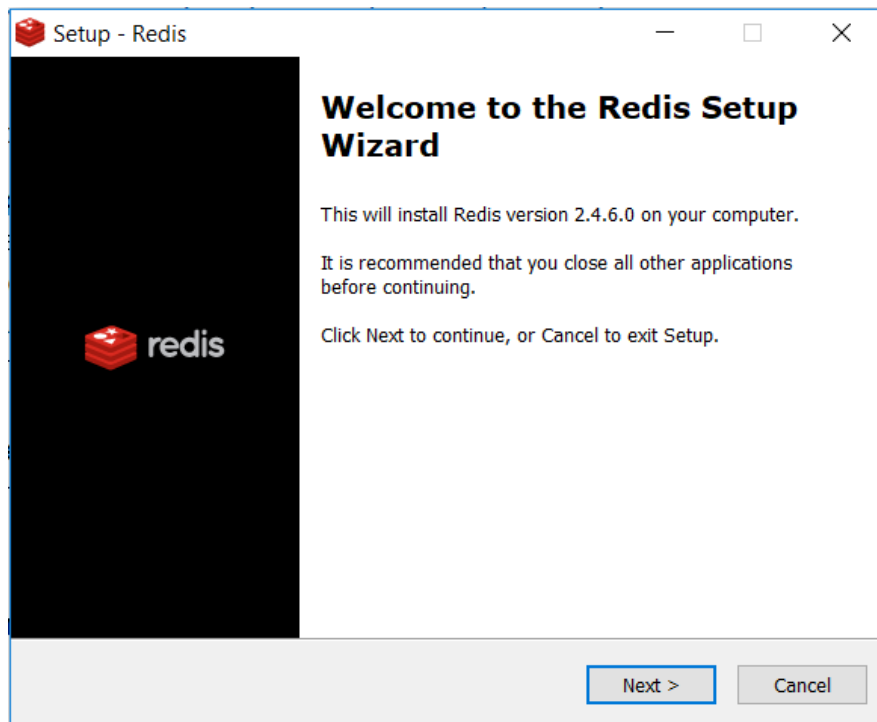 Setup - Redis
Welcome to the Redis Setup
Wizard
This will install Redis version 2.4.6.0 on your computer.
It is recommended that you close all other applications
before continuing.
Click Next to continue, or Cancel to exit Setup.
redis
Next >
Cancel